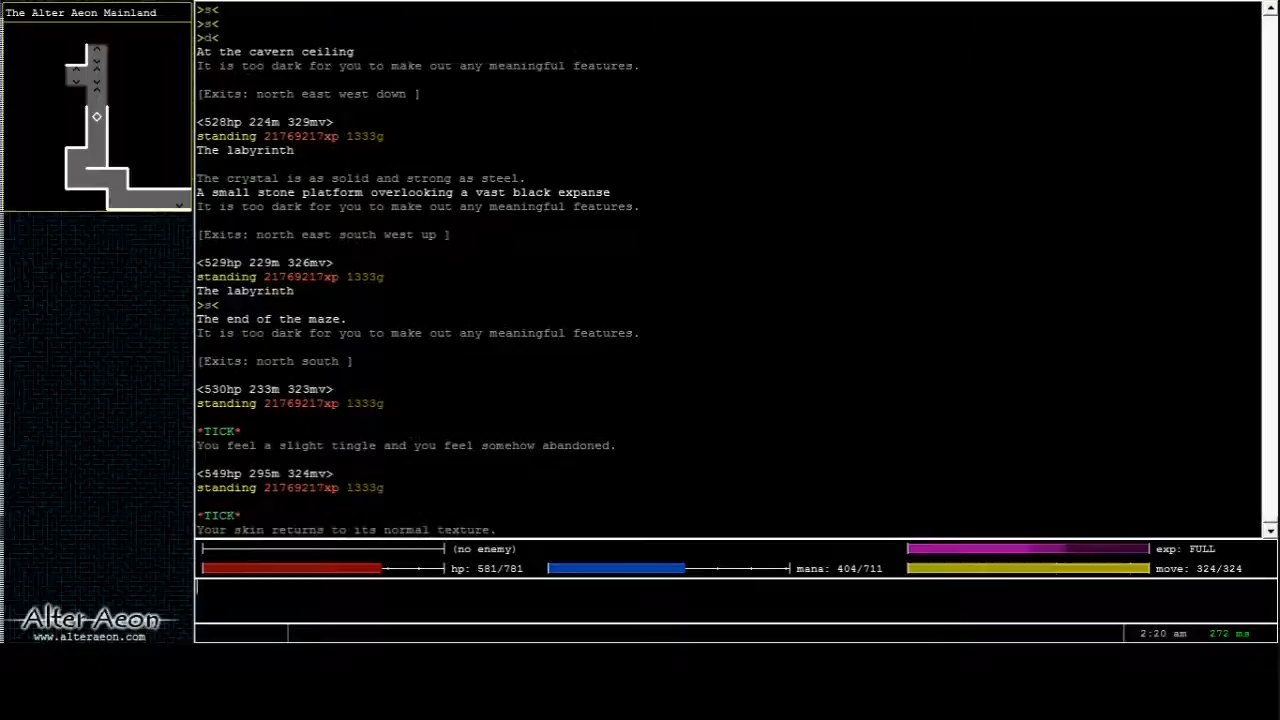 The Alter Aeon Mainland
>s<
>s<
>d<
At the cavern ceiling
It is too dark for you to make out any meaningful features.
[Exits: north east west down ]
<528hp 224m 329mv>
standing 21769217xp 1333g
The labyrinth
The crystal is as solid and strong as steel.
A small stone platform overlooking a vast black expanse
It is too dark for you to make out any meaningful features.
[Exits: north east south west up ]
<529hp 229m 326mv>
standing 21769217xp 1333g
The labyrinth
>s<
The end of the maze.
It is too dark for you to make out any meaningful features.
[Exits: north south ]
<530hp 233m 323mv>
standing 21769217xp 1333g
*TICK*
You feel a slight tingle and you feel somehow abandoned.
<549hp 295m 324mv>
standing 21769217xp 1333g
*TICK*
Your skin returns to its normal texture.
(no enemy) exp: FULL
hp: 581/781 mana: 404/711 move: 324/324
Alter Aeon
www.alteraeon.com
2:20 am 272 ms